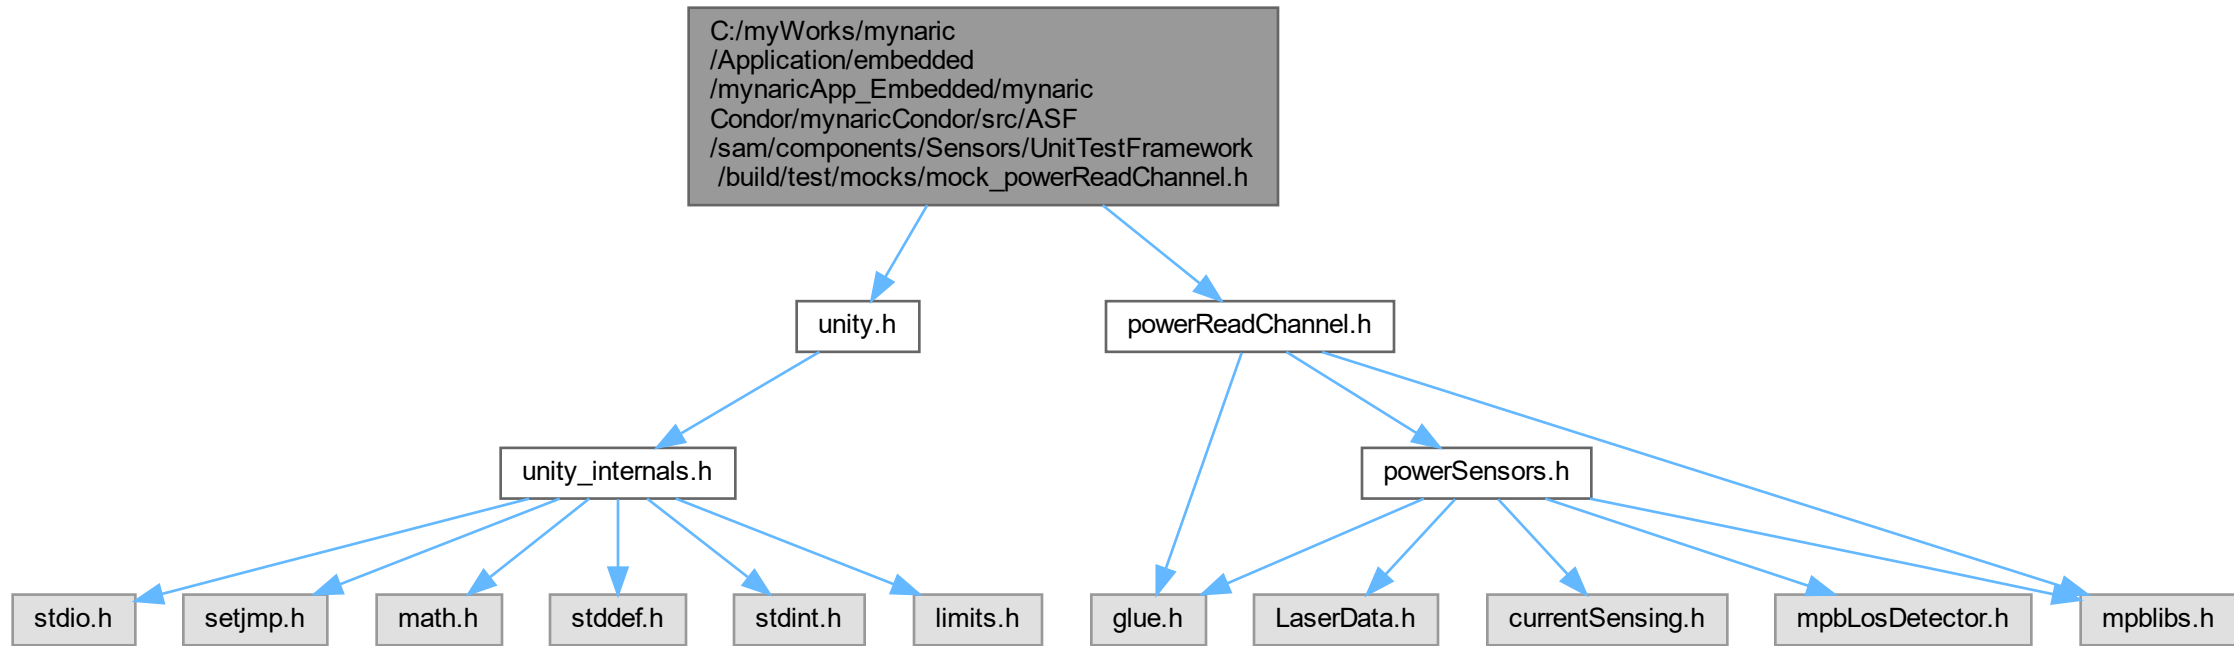 C:/myWorks/mynaric
/Application/embedded
/mynaricApp_Embedded/mynaric
Condor/mynaricCondor/src/ASF
/sam/components/Sensors/UnitTestFramework
/build/test/mocks/mock_powerReadChannel.h
unity.h
powerReadChannel.h
unity_internals.h
powerSensors.h
stdio.h
setjmp.h
math.h
stddef.h
stdint.h
limits.h
glue.h
LaserData.h
currentSensing.h
mpbLosDetector.h
mpblibs.h